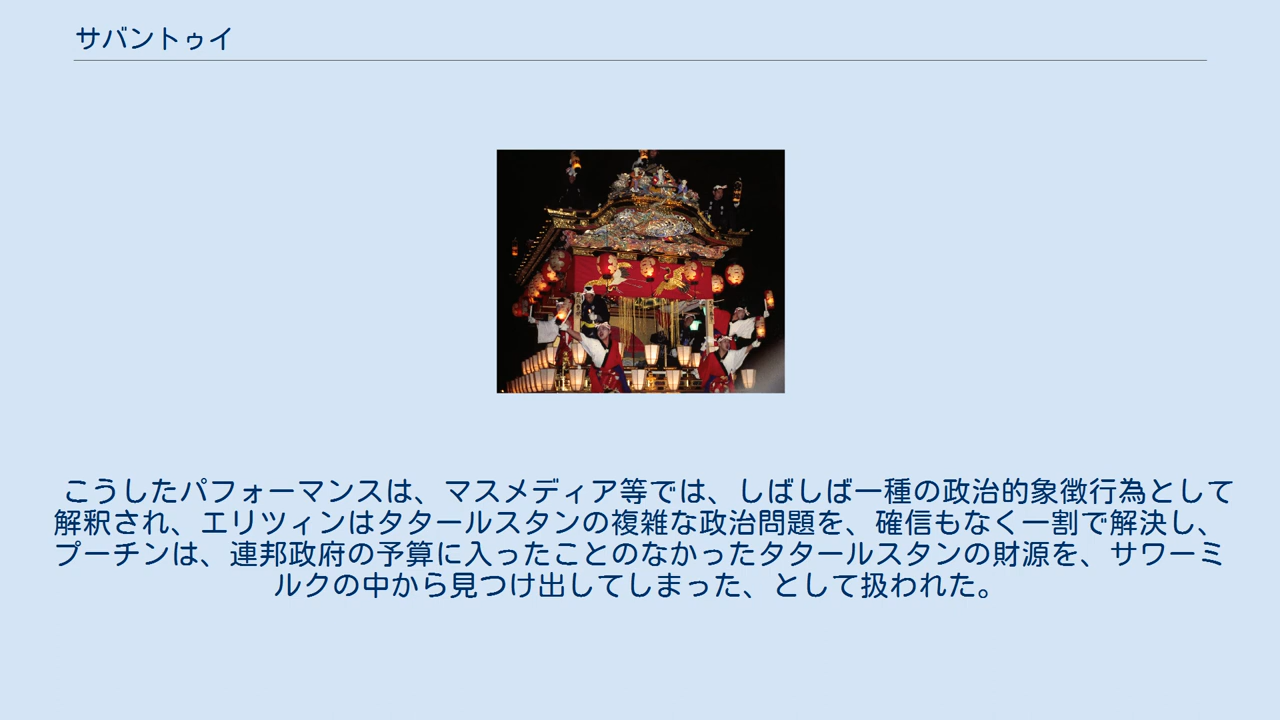 サバントゥイ
こうしたパフォーマンスは、マスメディア等では、しばしば一種の政治的象徴行為として
解釈され、エリツィンはタタールスタンの複雑な政治問題を、確信もなく一割で解決し、
プーチンは、連邦政府の予算に入ったことのなかったタタールスタンの財源を、サワーミ
ルクの中から見つけ出してしまった、として扱われた。